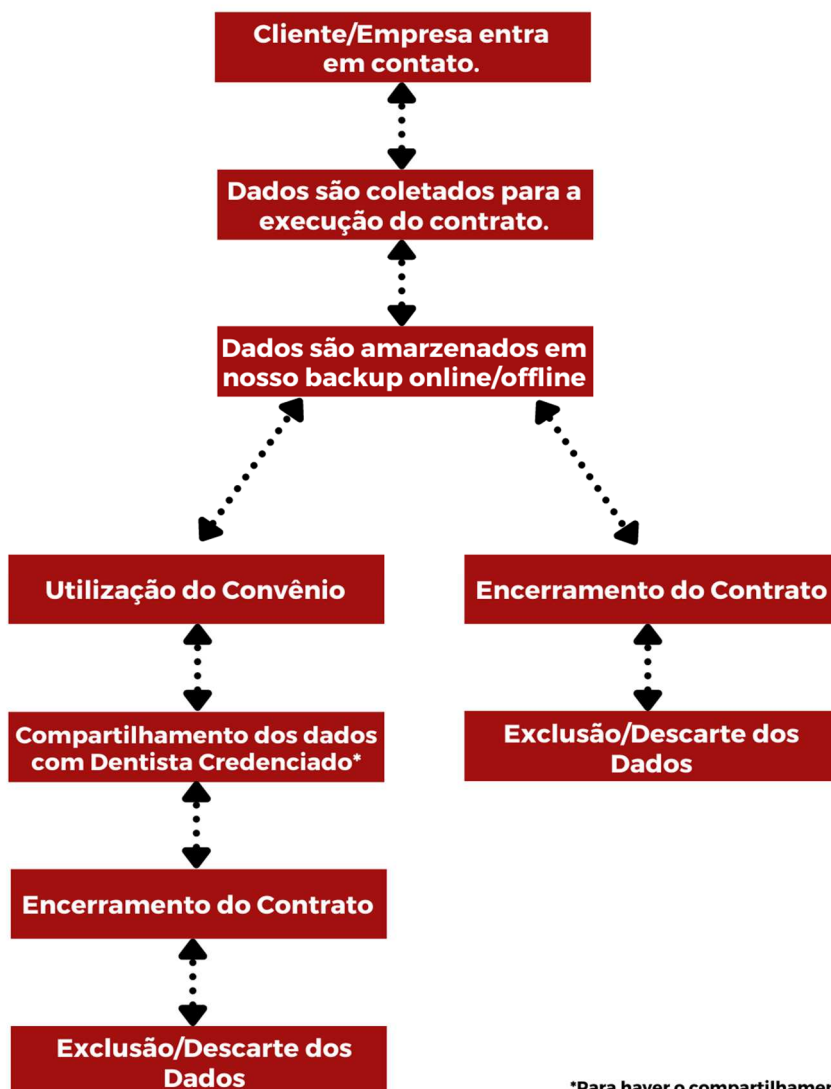 Cliente/Empresa entra
em contato.
Dados são coletados para a
execução do contrato.
Dados são amarzenados em
nosso backup online/offline
Utilização do Convênio
Encerramento do Contrato
Compartilhamento dos dados
com Dentista Credenciado*
Exclusão/Descarte dos
Dados
Encerramento do Contrato
Exclusão/Descarte dos
Dados
*Para haver o